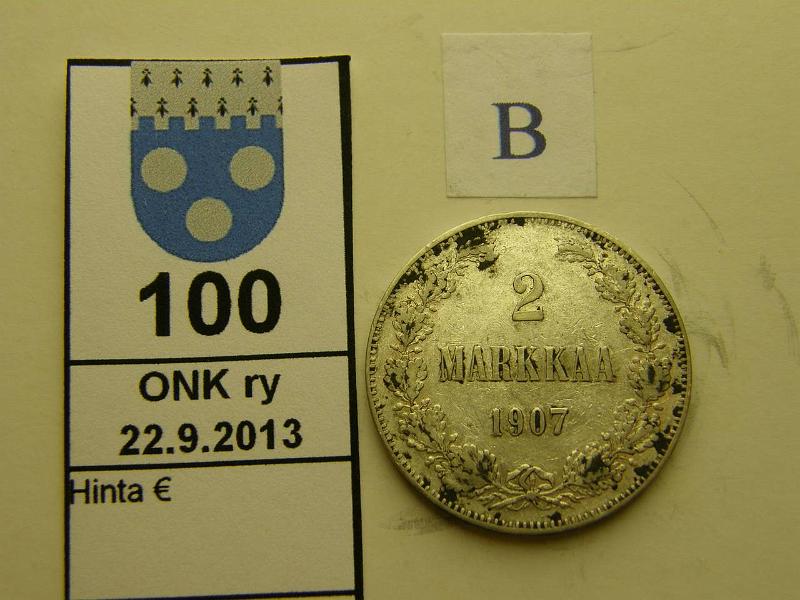 100
ONK ry
22.9.2013
Hinta €
B
2
MARKKAA
1907